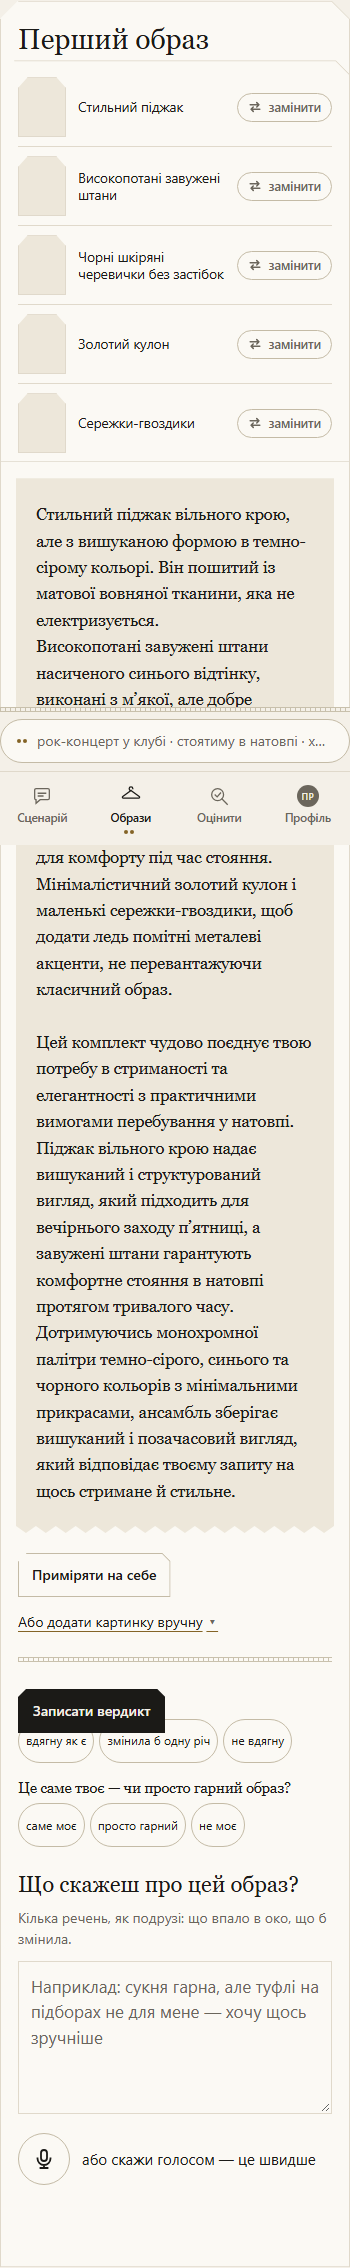 Перший образ
Стильний піджак
замінити
Високопотані завужені
штани
замінити
Чорні шкіряні
черевички без застібок
замінити
Золотий кулон
замінити
Сережки-гвоздики
замінити
Стильний піджак вільного крою,
але з вишуканою формою в темно-
сірому кольорі. Він пошитий із
матової вовняної тканини, яка не
електризується.
Високопотані завужені штани
насиченого синього відтінку,
виконані з м’якої, але добре
рок-концерт у клубі · стоятиму в натовпі · х...
Сценарій
Образи
Оцінити
ПР
Профіль
для комфорту під час стояння.
Мінімалістичний золотий кулон і
маленькі сережки-гвоздики, щоб
додати ледь помітні металеві
акценти, не перевантажуючи
класичний образ.
Цей комплект чудово поєднує твою
потребу в стриманості та
елегантності з практичними
вимогами перебування у натовпі.
Піджак вільного крою надає
вишуканий і структурований
вигляд, який підходить для
вечірнього заходу п’ятниці, а
завужені штани гарантують
комфортне стояння в натовпі
протягом тривалого часу.
Дотримуючись монохромної
палітри темно-сірого, синього та
чорного кольорів з мінімальними
прикрасами, ансамбль зберігає
вишуканий і позачасовий вигляд,
який відповідає твоєму запиту на
щось стримане й стильне.
Приміряти на себе
Або додати картинку вручну
Записати вердикт
вдягну як є
змінила б одну річ
не вдягну
Це саме твоє — чи просто гарний образ?
саме моє
просто гарний
не моє
Що скажеш про цей образ?
Кілька речень, як подрузі: що впало в око, що б
змінила.
Наприклад: сукня гарна, але туфлі на
підборах не для мене — хочу щось
зручніше
або скажи голосом — це швидше